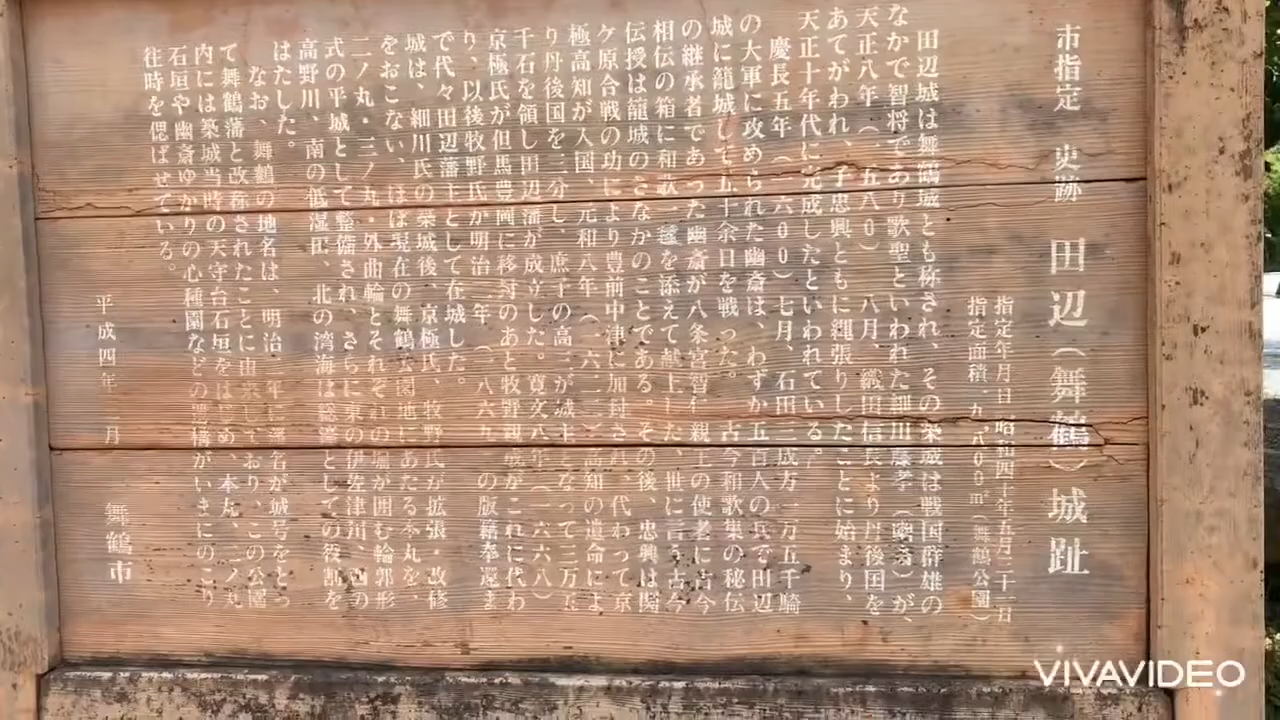 市指定 史跡 田辺(舞鶴)城趾
指定年月日 昭和四十年五月三十一日
指定面積、九、八〇〇㎡(舞鶴公園)
田辺城は舞鶴城とも称され、その築城は戦国群雄の
なかで智将であり歌聖といわれた細川藤孝(幽斎)が、
天正八年(一五八〇)八月、織田信長より丹後国を
あてがわれ、子忠興ともに縄張りしたことに始まり、
天正十年代に完成したといわれている。
慶長五年(一六〇〇)七月、石田三成方一万五千騎
の大軍に攻められた幽斎は、わずか五百人の兵で田辺
城に籠城して五十余日を戦った。 古今和歌集の秘伝
の継承者であった幽斎が八条宮智仁親王の使者に古今
相伝の箱に和歌一種を添えて献上した、世に言う古今
伝授は籠城のさなかのことである。その後、忠興は関
ケ原合戦の功により豊前中津に加封され、代わって京
極高知が入国、元和八年(一六二二)高知の遺命によ
り丹後国を三分し、庶子の高三が城主となって三万五
千石を領し田辺藩が成立した。寛文八年(一六六八)
京極氏が但馬豊岡に移封のあと牧野親成がこれに代わ
り、以後牧野氏が明治二年(一八六九)の版籍奉還ま
で代々田辺藩主として在城した。
城は、細川氏の築城後、京極氏、牧野氏が拡張・改修
をおこない、ほぼ現在の舞鶴公園地にあたる本丸を、
二ノ丸・三ノ丸・外曲輪とそれぞれの堀が囲む輪郭形
式の平城として整備され、さらに東の伊佐津川、西の
高野川、南の低湿田、北の湾海は総濠としての役割を
はたした。
なお、舞鶴の地名は、明治二年に藩名が城号をとっ
て舞鶴藩と改称されたことに由来しており、この公園
内には築城当時の天守台石垣をはじめ、本丸、二ノ丸
石垣や幽斎ゆかりの心種園などの遺構がいまにのこり
往時を偲ばせている。
平成四年三月 舞鶴市
VIVAVIDEO